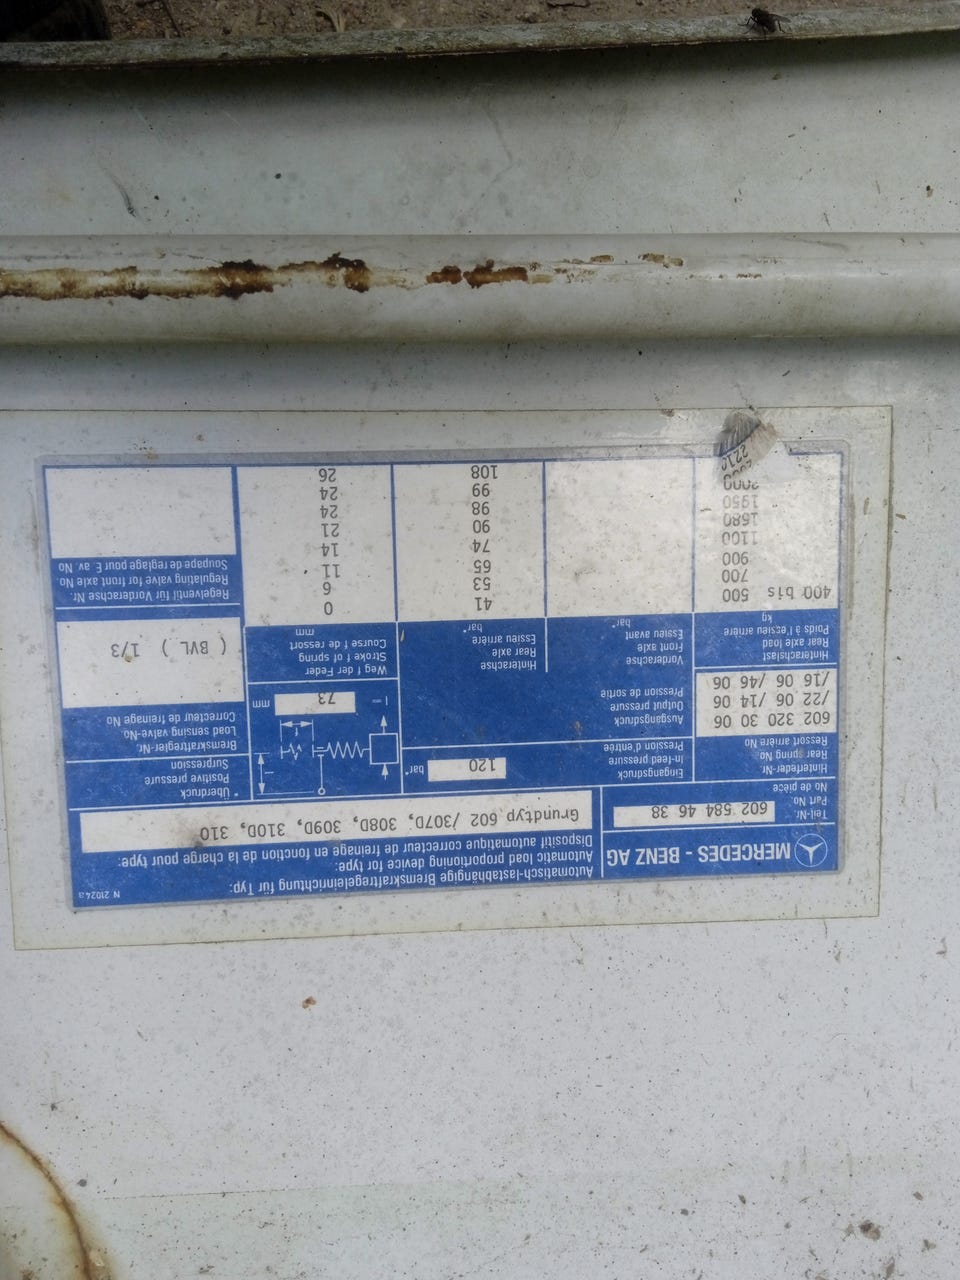 MERCEDES - BENZ AG
Automatisch-lastabhängige Bremskraftregeleinrichtung für Typ:
Automatic load proportioning device for type:
Dispositif automatique correcteur de freinage en fonction de la charge pour type:
N 21024a
Teil-Nr.
Part No
No de pièce
602 584 46 38
Grundtyp 602 /307D, 308D, 309D, 310D, 310
Hinterfeder-Nr.
Rear spring No
Ressort arrière No
602 320 30 06
/22 06 /14 06
/16 06 /46 06
Eingangsdruck
In-feed pressure
Pression d'entrée
120 bar*
Ausgangsdruck
Output pressure
Pression de sortie
l = 73 mm
l
f
*Überdruck
Positive pressure
Supression
Bremskraftregler-Nr.
Load sensing valve-No
Correcteur de freinage No
( BVL ) 1/3
Hinterachslast
Rear axle load
Poids à l'essieu arrière
kg
Vorderachse
Front axle
Essieu avant
bar*
Hinterachse
Rear axle
Essieu arrière
bar*
Weg f der Feder
Stroke f of spring
Course f de ressort
mm
Regelventil für Vorderachse Nr.
Regulating valve for front axle No
Soupape de reglage pour E av No
400 bis 500 41 0
700 53 6
900 65 11
1100 74 14
1580 90 21
1950 98 24
2000 99 24
108 26